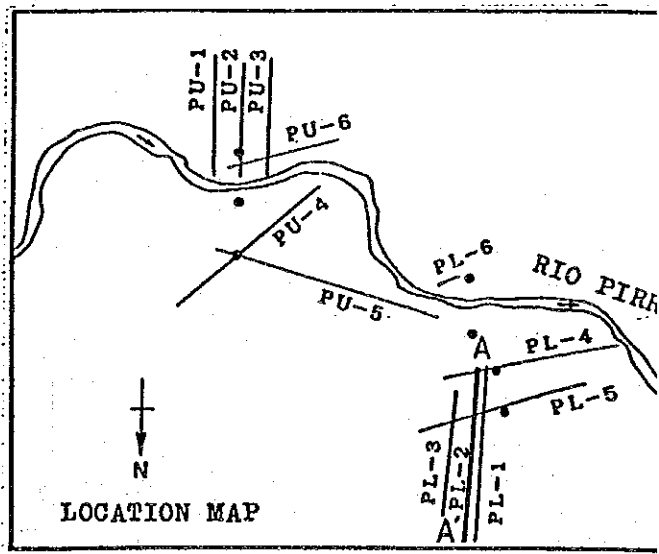 PU-1
PU-2
PU-3
PU-6
PU-4
PU-5
PL-6
RIO PIRR
A
PL-4
PL-5
PL-3
PL-2
PL-1
A'
N
LOCATION MAP